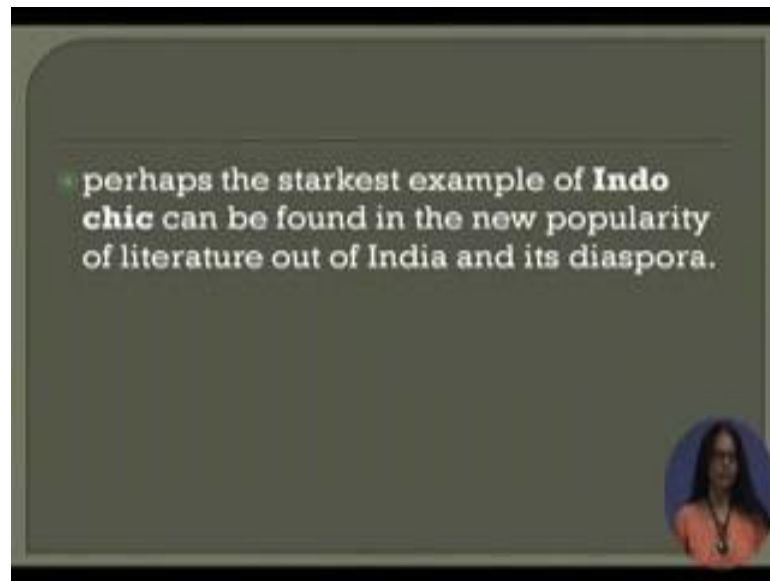 perhaps the starkest example of Indo
chic can be found in the new popularity
of literature out of India and its diaspora.